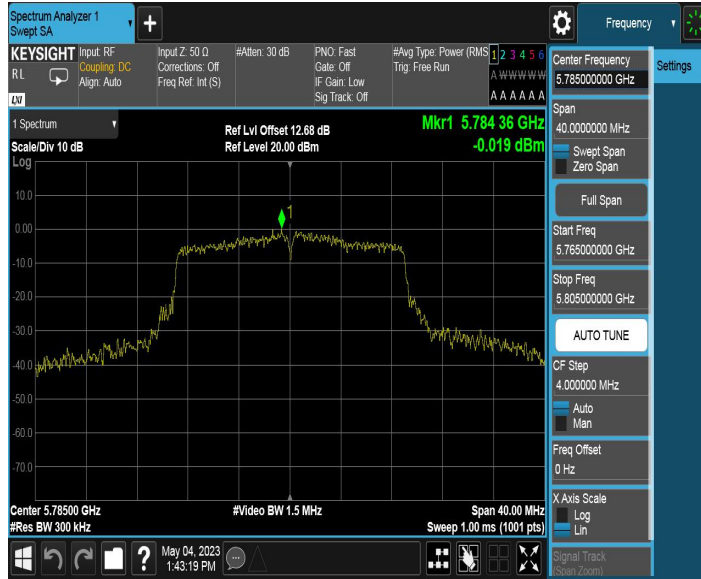 Spectrum Analyzer 1
Swept SA
Frequency
KEYSIGHT
R L
LXI
Input: RF
Coupling: DC
Align: Auto
Input Z: 50 Ω
Corrections: Off
Freq Ref: Int (S)
#Atten: 30 dB
PNO: Fast
Gate: Off
IF Gain: Low
Sig Track: Off
#Avg Type: Power (RMS
Trig: Free Run
1 2 3 4 5 6
A W W W W W
A A A A A A
1 Spectrum
Scale/Div 10 dB
Log
Ref Lvl Offset 12.68 dB
Ref Level 20.00 dBm
Mkr1 5.784 36 GHz
-0.019 dBm
1
10.0
0.00
-10.0
-20.0
-30.0
-40.0
-50.0
-60.0
-70.0
Center 5.78500 GHz
#Res BW 300 kHz
#Video BW 1.5 MHz
Span 40.00 MHz
Sweep 1.00 ms (1001 pts)
May 04, 2023
1:43:19 PM
?
Center Frequency
5.785000000 GHz
Span
40.0000000 MHz
Swept Span
Zero Span
Full Span
Start Freq
5.765000000 GHz
Stop Freq
5.805000000 GHz
AUTO TUNE
CF Step
4.000000 MHz
Auto
Man
Freq Offset
0 Hz
X Axis Scale
Log
Lin
Signal Track
(Span Zoom)
Settings